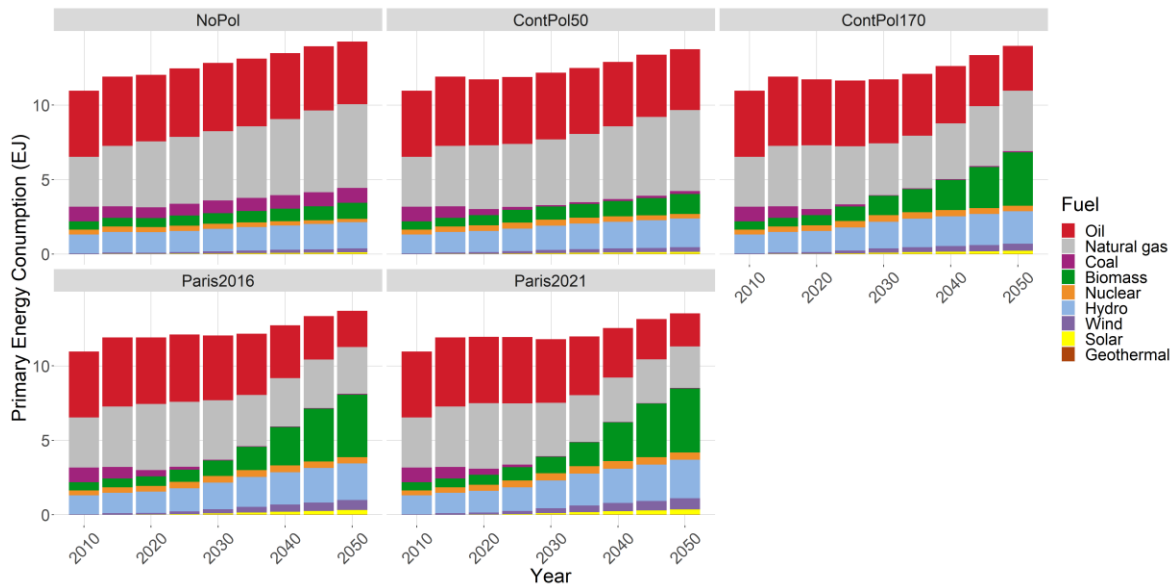 NoPol
ContPol50
ContPol170
Primary Energy Consumption (EJ)
10
5
0
2010
2020
2030
2040
2050
Fuel
Oil
Natural gas
Coal
Biomass
Nuclear
Hydro
Wind
Solar
Geothermal
Paris2016
Paris2021
10
5
0
2010
2020
2030
2040
2050
2010
2020
2030
2040
2050
Year